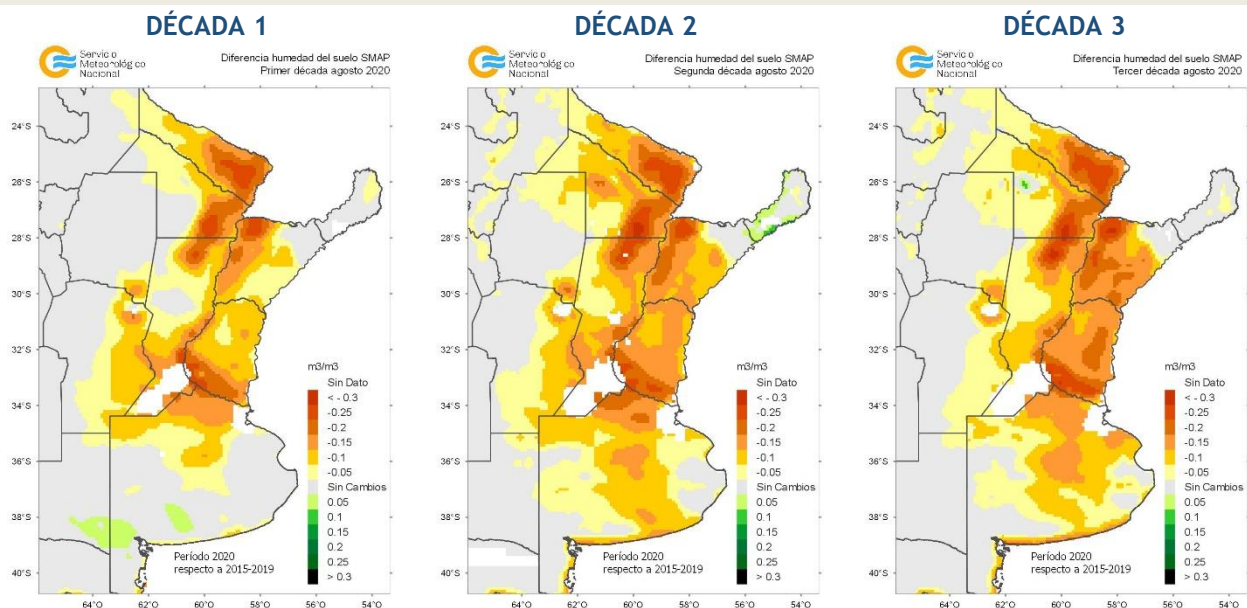 DÉCADA 1
Servicio
Meteorológico
Nacional
Diferencia humedad del suelo SMAP
Primer década agosto 2020
24°S
26°S
28°S
30°S
32°S
34°S
36°S
38°S
40°S
m3/m3
Sin Dato
< - 0.3
-0.25
-0.2
-0.15
-0.1
-0.05
Sin Cambios
0.05
0.1
0.15
0.2
0.25
> 0.3
Período 2020
respecto a 2015-2019
64°O 62°O 60°O 58°O 56°O 54°O
DÉCADA 2
Servicio
Meteorológico
Nacional
Diferencia humedad del suelo SMAP
Segunda década agosto 2020
24°S
26°S
28°S
30°S
32°S
34°S
36°S
38°S
40°S
m3/m3
Sin Dato
< - 0.3
-0.25
-0.2
-0.15
-0.1
-0.05
Sin Cambios
0.05
0.1
0.15
0.2
0.25
> 0.3
Período 2020
respecto a 2015-2019
64°O 62°O 60°O 58°O 56°O 54°O
DÉCADA 3
Servicio
Meteorológico
Nacional
Diferencia humedad del suelo SMAP
Tercer década agosto 2020
24°S
26°S
28°S
30°S
32°S
34°S
36°S
38°S
40°S
m3/m3
Sin Dato
< - 0.3
-0.25
-0.2
-0.15
-0.1
-0.05
Sin Cambios
0.05
0.1
0.15
0.2
0.25
> 0.3
Período 2020
respecto a 2015-2019
64°O 62°O 60°O 58°O 56°O 54°O